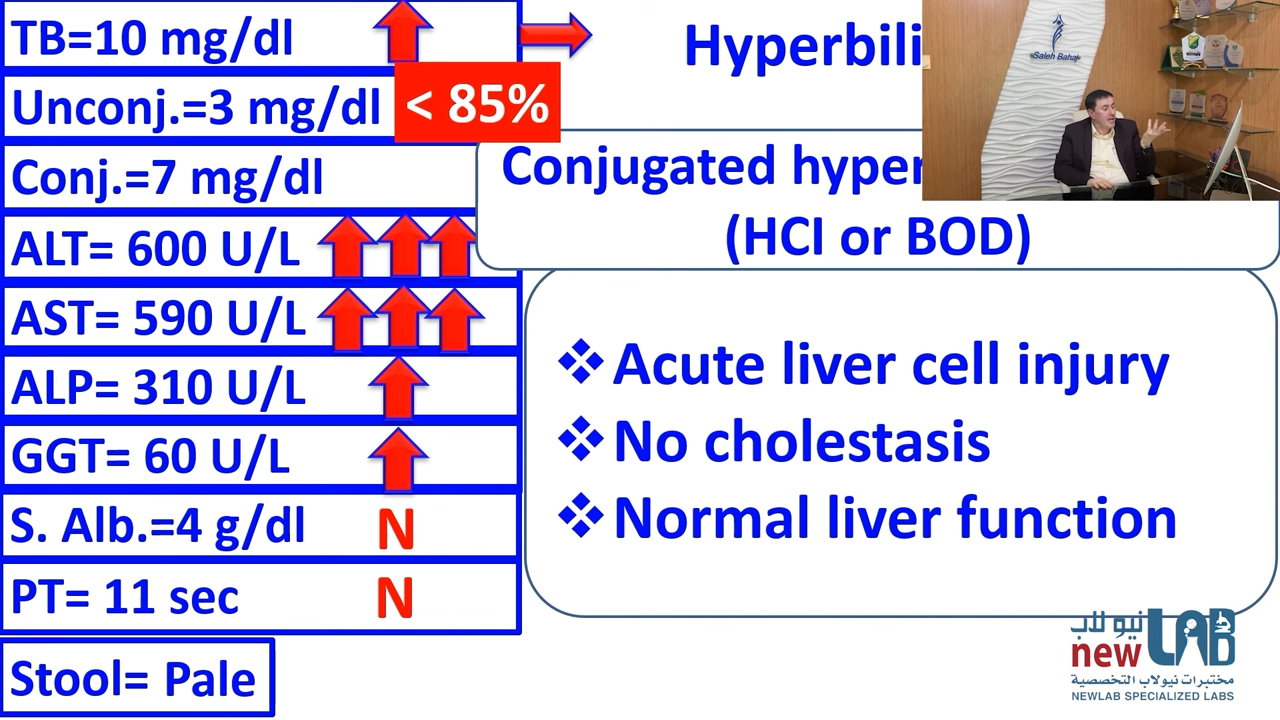 TB=10 mg/dl
Hyperbili
Unconj.=3 mg/dl
< 85%
Conj.=7 mg/dl
Conjugated hyper
(HCI or BOD)
ALT= 600 U/L
AST= 590 U/L
ALP= 310 U/L
GGT= 60 U/L
S. Alb.=4 g/dl N
PT= 11 sec N
Stool= Pale
❖Acute liver cell injury
❖No cholestasis
❖Normal liver function
Saleh Bahaj
نيو لاب
new LAB
مختبرات نيولاب التخصصية
NEWLAB SPECIALIZED LABS